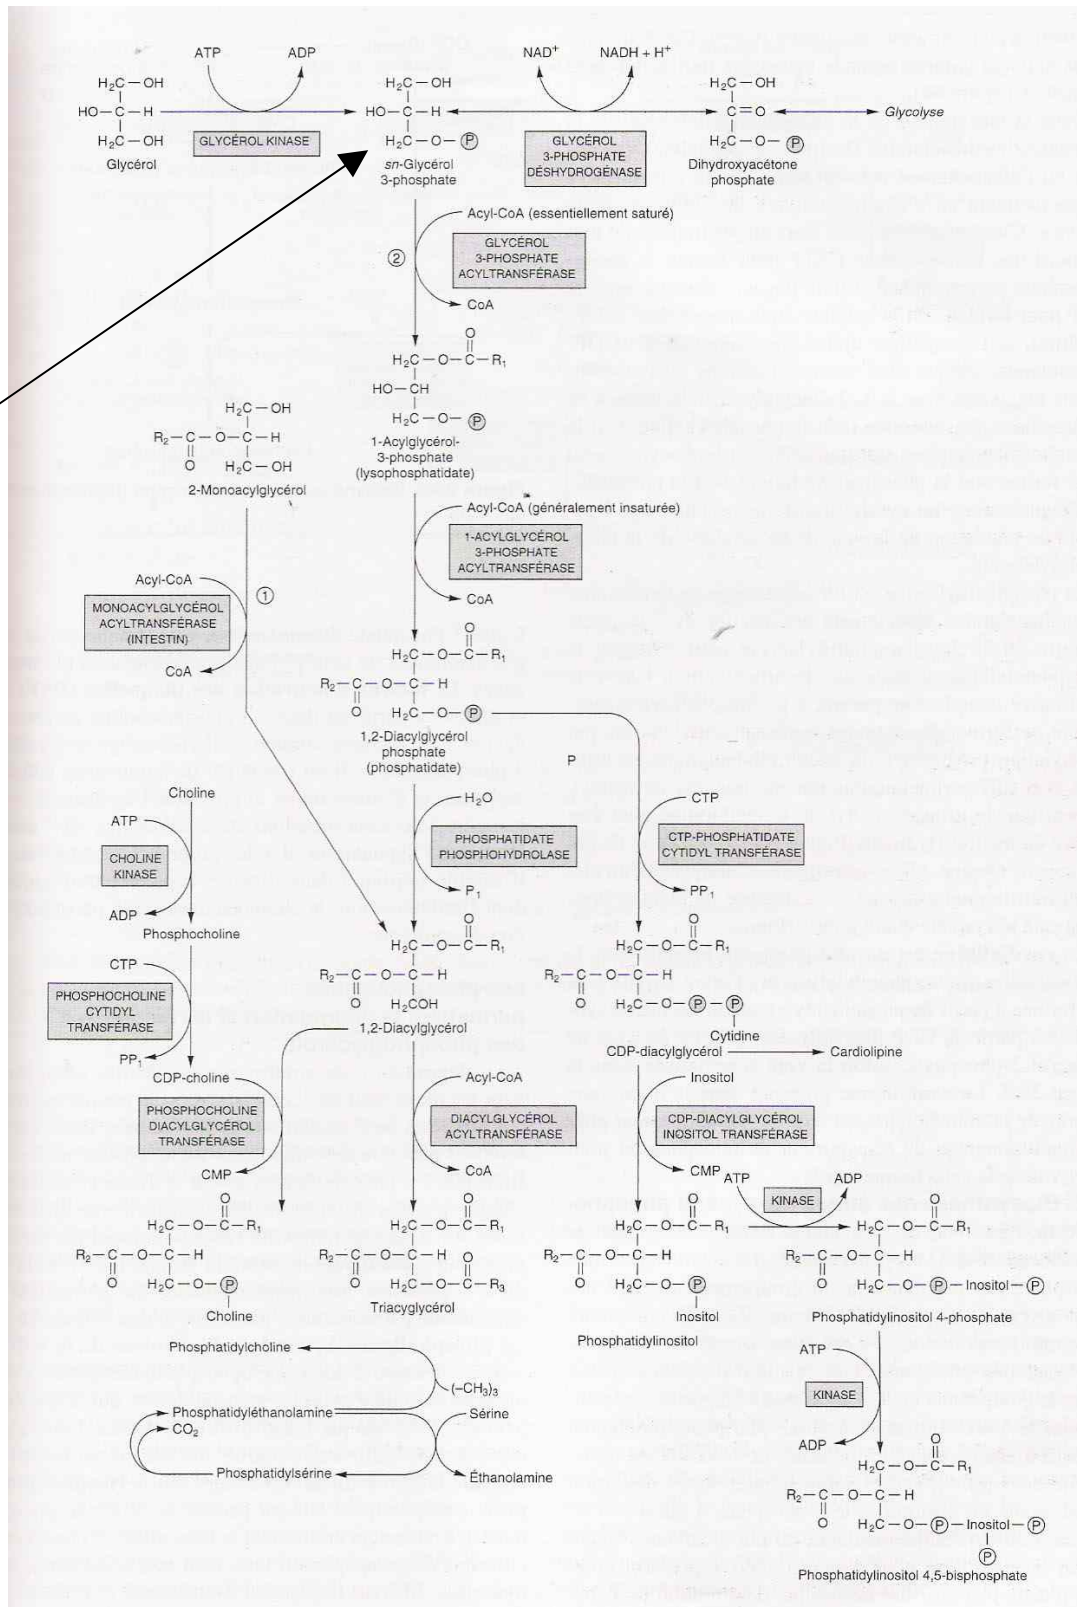 ATP
ADP
NAD⁺
NADH + H⁺
H₂C — OH
HO — C — H
H₂C — OH
Glycérol
GLYCÉROL KINASE
H₂C — OH
HO — C — H
H₂C — O — P
sn-Glycérol
3-phosphate
GLYCÉROL
3-PHOSPHATE
DÉSHYDROGÉNASE
H₂C — OH
C = O
H₂C — O — P
Dihydroxyacétone
phosphate
Glycolyse
Acyl-CoA (essentiellement saturé)
2
GLYCÉROL
3-PHOSPHATE
ACYLTRANSFÉRASE
CoA
O
H₂C — O — C — R₁
HO — CH
H₂C — O — P
1-Acylglycérol-
3-phosphate
(lysophosphatidate)
H₂C — OH
R₂ — C — O — C — H
O
H₂C — OH
2-Monoacylglycérol
Acyl-CoA (généralement insaturée)
1-ACYLGLYCÉROL
3-PHOSPHATE
ACYLTRANSFÉRASE
CoA
Acyl-CoA
1
MONOACYLGLYCÉROL
ACYLTRANSFÉRASE
(INTESTIN)
CoA
O
H₂C — O — C — R₁
R₂ — C — O — C — H
O
H₂C — O — P
1,2-Diacylglycérol
phosphate
(phosphatidate)
P
Choline
ATP
CHOLINE
KINASE
ADP
Phosphocholine
H₂O
PHOSPHATIDATE
PHOSPHOHYDROLASE
P₁
CTP
CTP-PHOSPHATIDATE
CYTIDYL TRANSFÉRASE
PP₁
CTP
PHOSPHOCHOLINE
CYTIDYL
TRANSFÉRASE
PP₁
CDP-choline
O
H₂C — O — C — R₁
R₂ — C — O — C — H
O
H₂COH
1,2-Diacylglycérol
O
H₂C — O — C — R₁
R₂ — C — O — C — H
O
H₂C — O — P — P
Cytidine
CDP-diacylglycérol
Cardiolipine
PHOSPHOCHOLINE
DIACYLGLYCÉROL
TRANSFÉRASE
CMP
Acyl-CoA
DIACYLGLYCÉROL
ACYLTRANSFÉRASE
CoA
Inositol
CDP-DIACYLGLYCÉROL
INOSITOL TRANSFÉRASE
CMP
ATP
KINASE
ADP
O
H₂C — O — C — R₁
R₂ — C — O — C — H
O
H₂C — O — P
Choline
O
H₂C — O — C — R₁
R₂ — C — O — C — H O
O
H₂C — O — C — R₃
Triacyglycérol
O
H₂C — O — C — R₁
R₂ — C — O — C — H
O
H₂C — O — P
Inositol
Phosphatidylinositol
O
H₂C — O — C — R₁
R₂ — C — O — C — H
O
H₂C — O — P — Inositol — P
Phosphatidylinositol 4-phosphate
Phosphatidylcholine
(–CH₃)₃
Phosphatidyléthanolamine
Sérine
CO₂
Phosphatidylsérine
Éthanolamine
ATP
KINASE
ADP
O
H₂C — O — C — R₁
R₂ — C — O — C — H
O
H₂C — O — P — Inositol — P
P
Phosphatidylinositol 4,5-bisphosphate